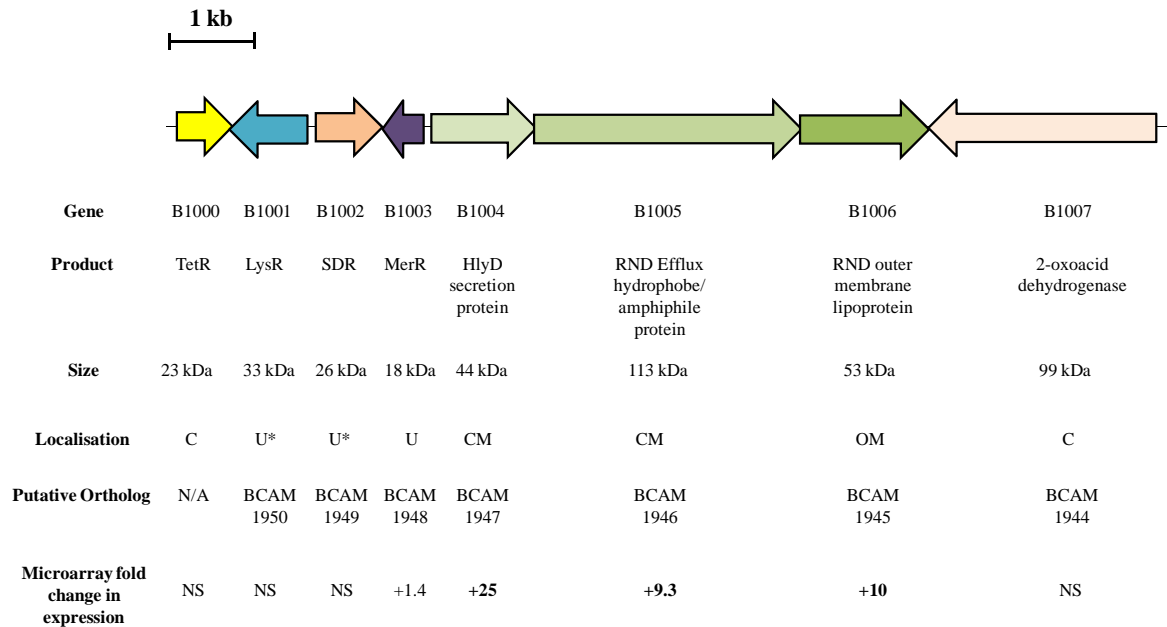 1 kb
Gene B1000 B1001 B1002 B1003 B1004 B1005 B1006 B1007
Product TetR LysR SDR MerR HlyD RND Efflux RND outer 2-oxoacid
secretion hydrophobe/ membrane dehydrogenase
protein amphiphile lipoprotein
protein
Size 23 kDa 33 kDa 26 kDa 18 kDa 44 kDa 113 kDa 53 kDa 99 kDa
Localisation C U* U* U CM CM OM C
Putative Ortholog N/A BCAM BCAM BCAM BCAM BCAM BCAM BCAM
1950 1949 1948 1947 1946 1945 1944
Microarray fold
change in NS NS NS +1.4 +25 +9.3 +10 NS
expression